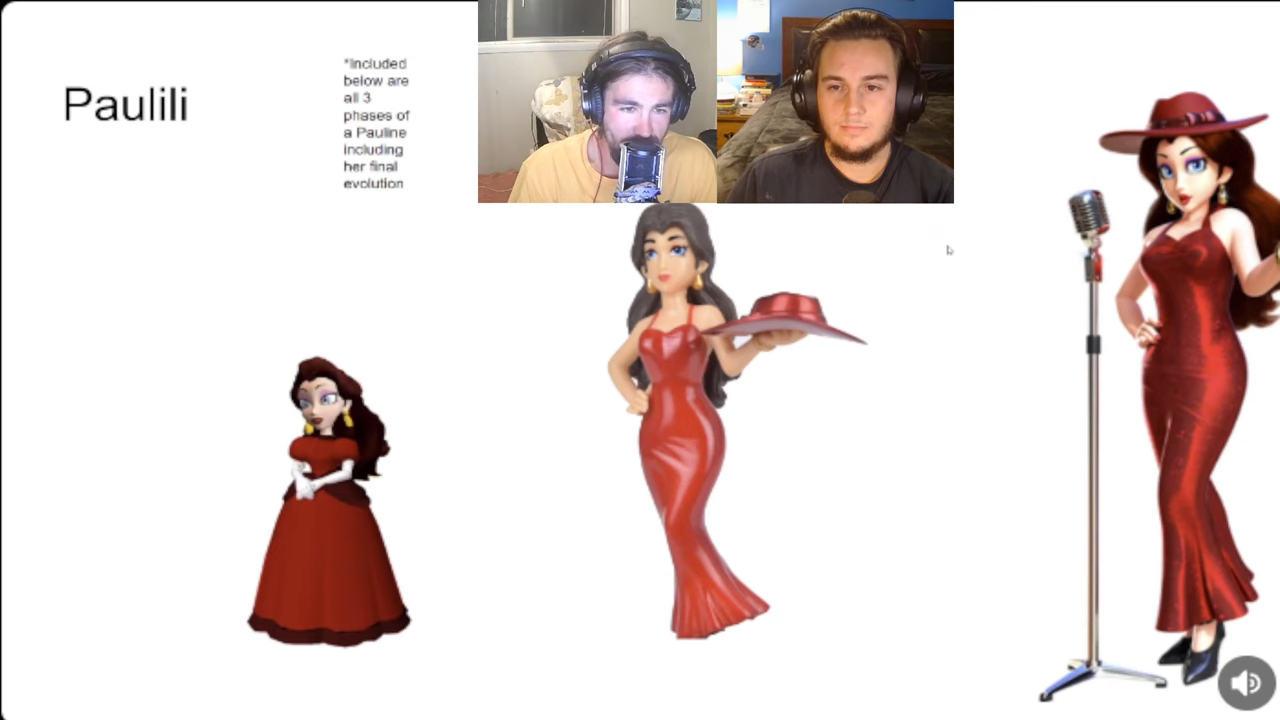 Paulili
*Included
below are
all 3
phases of
a Pauline
including
her final
evolution